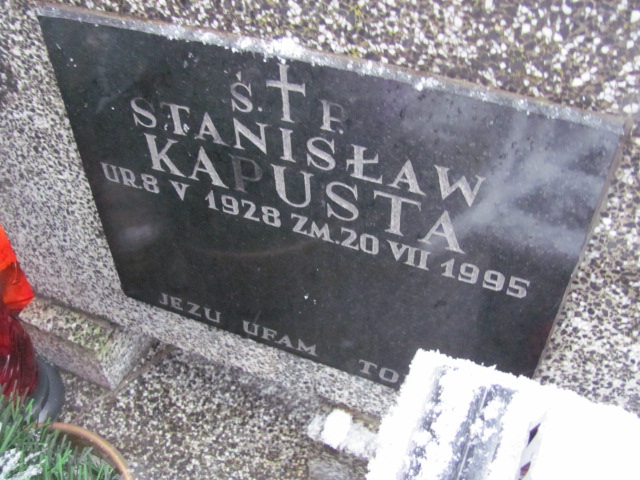 Ś. P.
STANISŁAW
KAPUSTA
UR.8 V 1928 ZM.20 VII 1995
JEZU UFAM TO